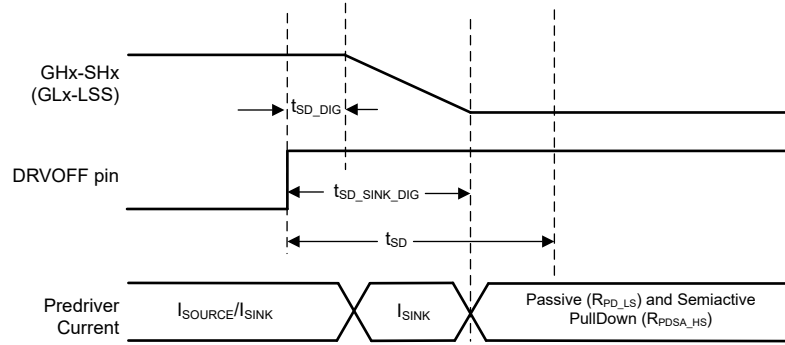 GHx-SHx
(GLx-LSS)
tSD_DIG
DRVOFF pin
tSD_SINK_DIG
tSD
Predriver
Current
ISOURCE/ISINK
ISINK
Passive (RPD_LS) and Semiactive
PullDown (RPDSA_HS)